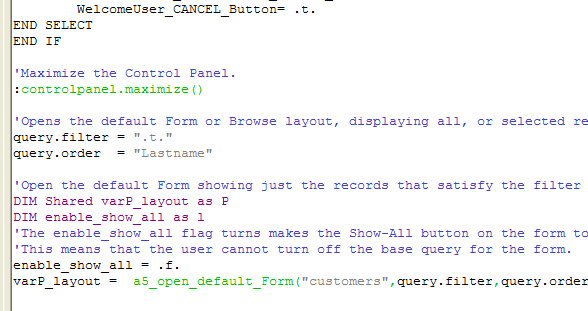 WelcomeUser_CANCEL_Button= .t.
END SELECT
END IF
'Maximize the Control Panel.
:controlpanel.maximize()
'Opens the default Form or Browse layout, displaying all, or selected re
query.filter = ".t."
query.order  = "Lastname"
'Open the default Form showing just the records that satisfy the filter
DIM Shared varP_layout as P
DIM enable_show_all as l
'The enable_show_all flag turns makes the Show-All button on the form to
'This means that the user cannot turn off the base query for the form.
enable_show_all = .f.
varP_layout =  a5_open_default_Form("customers",query.filter,query.order